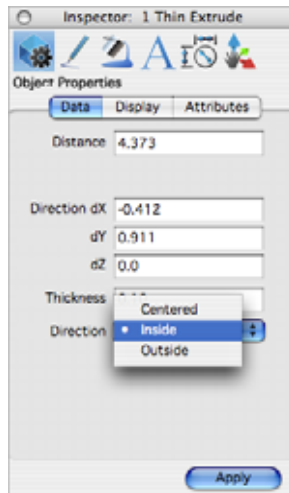 Inspector: 1 Thin Extrude
Object Properties
Data Display Attributes
Distance 4.373
Direction dX -0.412
dY 0.911
dZ 0.0
Thickness
Centered
Direction • Inside
Outside
Apply